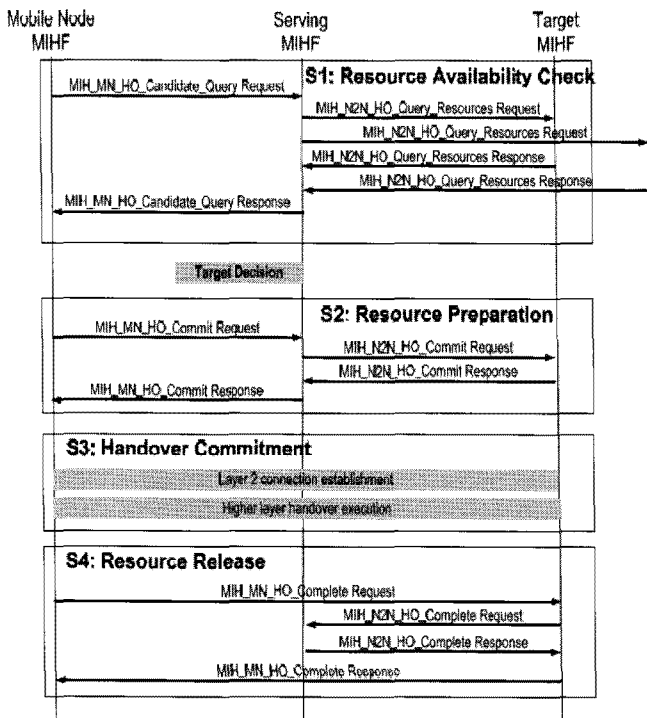 Mobile Node
MIHF
Serving
MIHF
Target
MIHF
S1: Resource Availability Check
MIH_MN_HO_Candidate_Query Request
MIH_N2N_HO_Query_Resources Request
MIH_N2N_HO_Query_Resources Request
MIH_N2N_HO_Query_Resources Response
MIH_N2N_HO_Query_Resources Response
MIH_MN_HO_Candidate_Query Response
Target Decision
S2: Resource Preparation
MIH_MN_HO_Commit Request
MIH_N2N_HO_Commit Request
MIH_N2N_HO_Commit Response
MIH_MN_HO_Commit Response
S3: Handover Commitment
Layer 2 connection establishment
Higher layer handover execution
S4: Resource Release
MIH_MN_HO_Complete Request
MIH_N2N_HO_Complete Request
MIH_N2N_HO_Complete Response
MIH_MN_HO_Complete Response